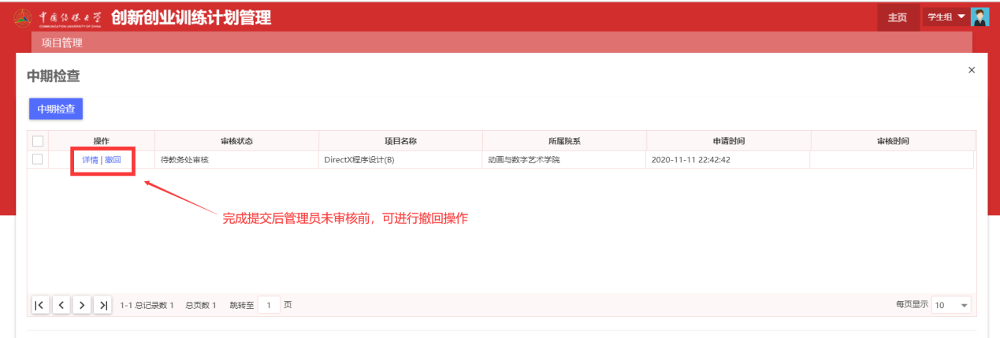 中国传媒大学 创新创业训练计划管理 主页 学生组
COMMUNICATION UNIVERSITY OF CHINA
项目管理
中期检查 ×
中期检查
操作 审核状态 项目名称 所属院系 申请时间 审核时间
详情 | 撤回 待教务处审核 DirectX程序设计(B) 动画与数字艺术学院 2020-11-11 22:42:42
完成提交后管理员未审核前，可进行撤回操作
1-1 总记录数 1 总页数 1 跳转至 1 页 每页显示 10